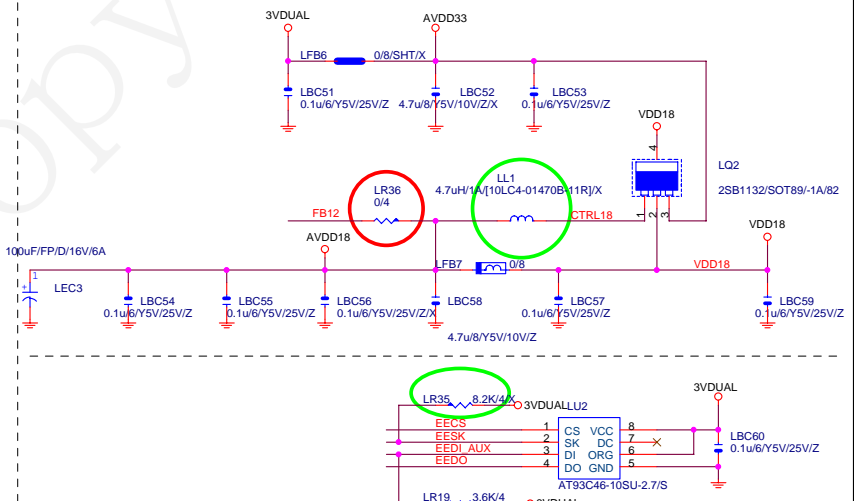 3VDUAL
AVDD33
LFB6 0/8/SHT/X
LBC51
0.1u/6/Y5V/25V/Z
LBC52
4.7u/8/Y5V/10V/Z/X
LBC53
0.1u/6/Y5V/25V/Z
VDD18
4
LQ2
2SB1132/SOT89/-1A/82
1 2 3
LR36
0/4
LL1
4.7uH/1A/[10LC4-01470B-11R]/X
FB12
CTRL18
AVDD18
VDD18
100uF/FP/D/16V/6A
LFB7 0/8
VDD18
1
+
LEC3
LBC54
0.1u/6/Y5V/25V/Z
LBC55
0.1u/6/Y5V/25V/Z
LBC56
0.1u/6/Y5V/25V/Z/X
LBC58
4.7u/8/Y5V/10V/Z
LBC57
0.1u/6/Y5V/25V/Z
LBC59
0.1u/6/Y5V/25V/Z
LR35 8.2K/4/X
3VDUAL
LU2
3VDUAL
EECS 1 CS VCC 8
EESK 2 SK DC 7
EEDI_AUX 3 DI ORG 6
EEDO 4 DO GND 5
LBC60
0.1u/6/Y5V/25V/Z
AT93C46-10SU-2.7/S
LR19 3.6K/4
3VDUAL
opy